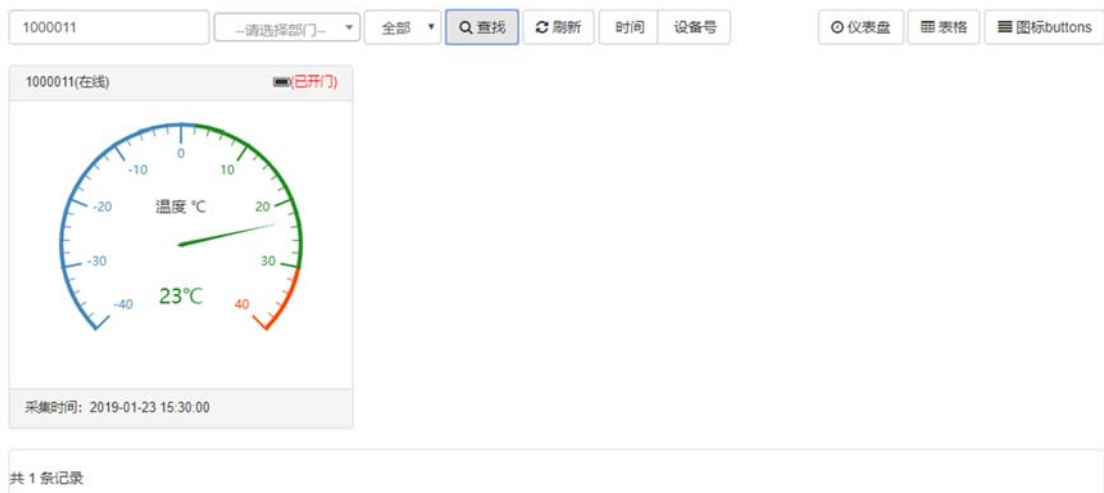 1000011 --请选择部门-- 全部 查找 刷新 时间 设备号 仪表盘 表格 图标buttons
1000011(在线) (已开门)
0
-10 10
温度 ℃
-20 20
-30 30
23℃
-40 40
采集时间：2019-01-23 15:30:00
共 1 条记录